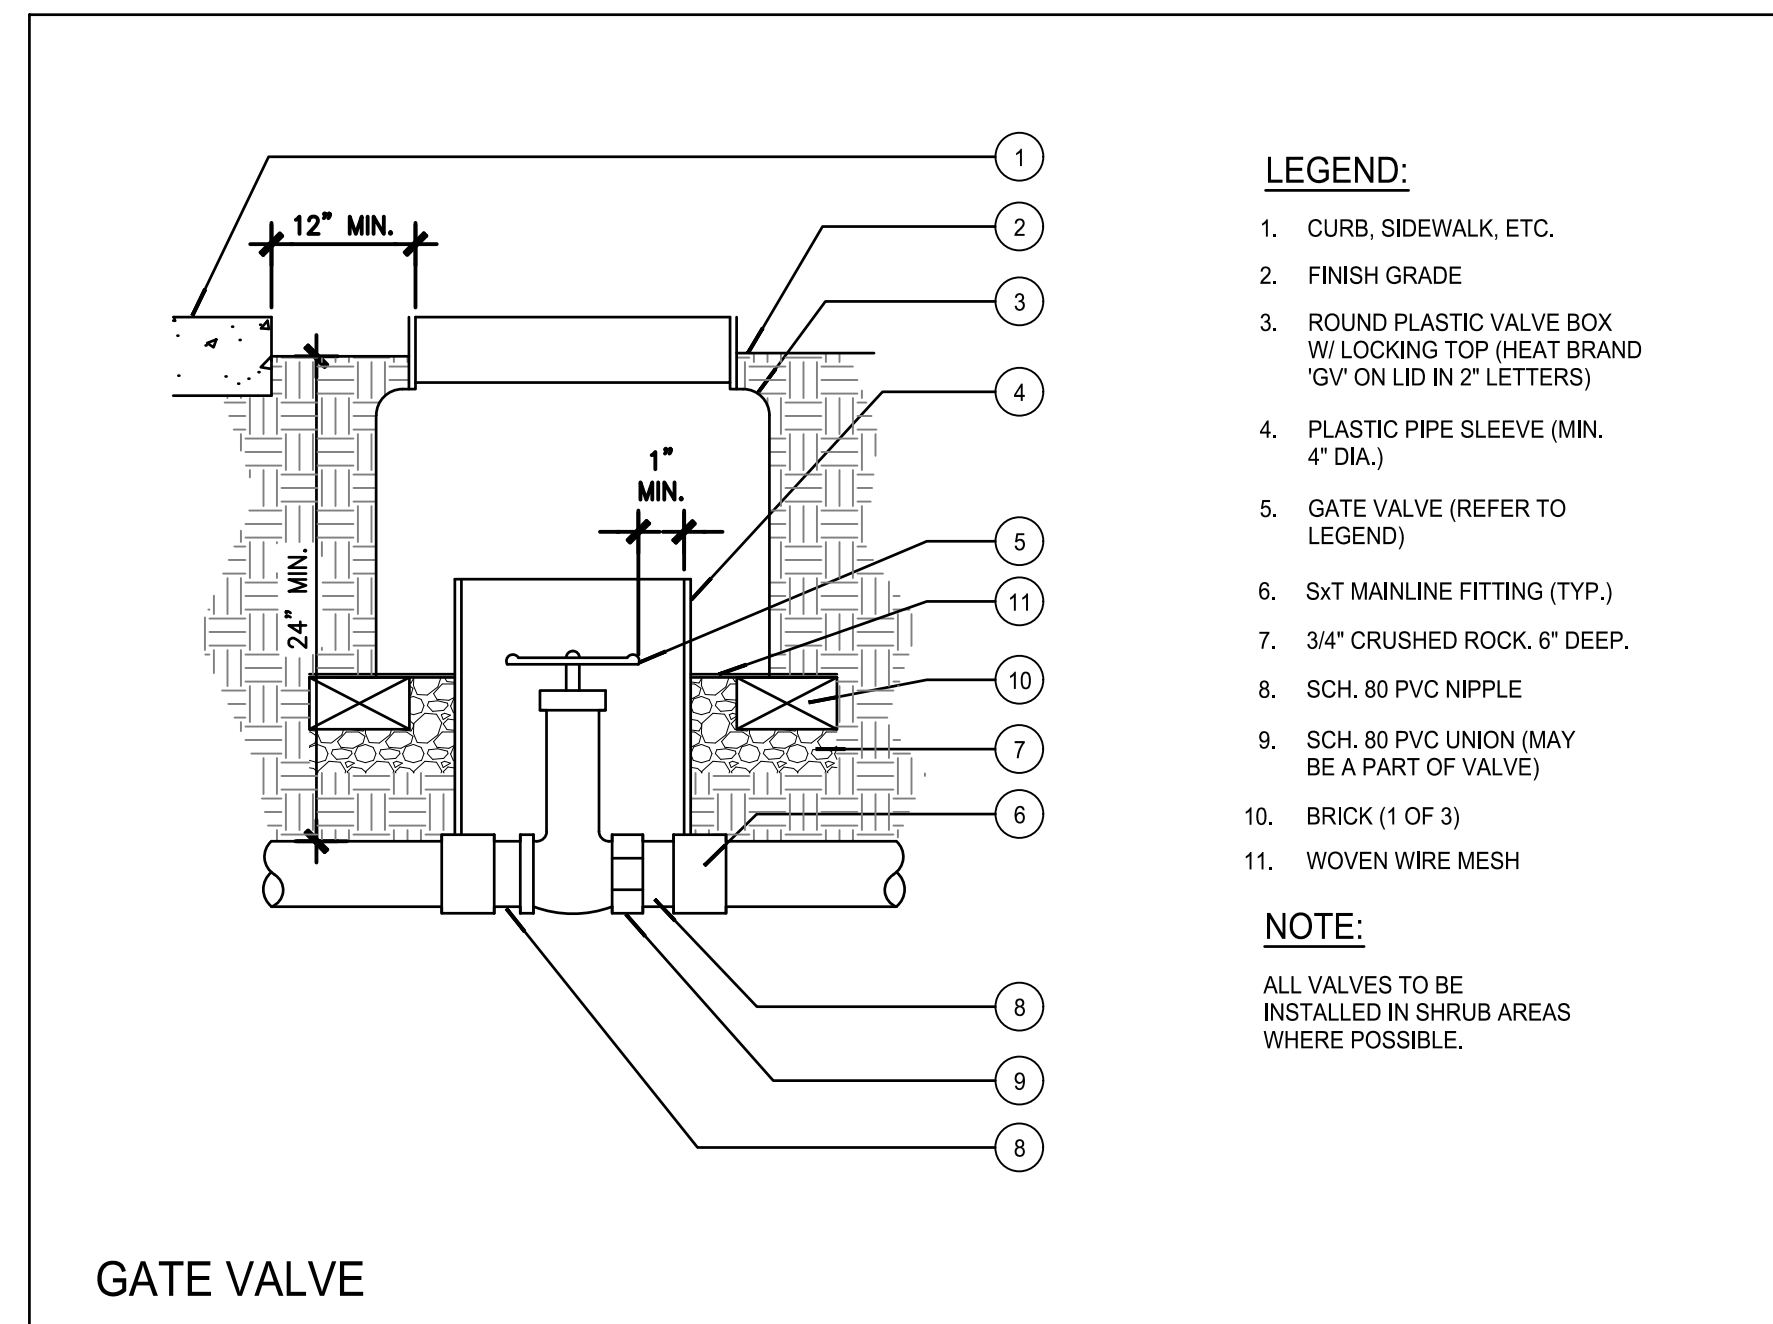 1
12” MIN.
2
3
4
1”
MIN.
5
11
24” MIN.
10
7
6
8
9
8
GATE VALVE
LEGEND:
1. CURB, SIDEWALK, ETC.
2. FINISH GRADE
3. ROUND PLASTIC VALVE BOX
W/ LOCKING TOP (HEAT BRAND
'GV' ON LID IN 2" LETTERS)
4. PLASTIC PIPE SLEEVE (MIN.
4" DIA.)
5. GATE VALVE (REFER TO
LEGEND)
6. SxT MAINLINE FITTING (TYP.)
7. 3/4" CRUSHED ROCK. 6" DEEP.
8. SCH. 80 PVC NIPPLE
9. SCH. 80 PVC UNION (MAY
BE A PART OF VALVE)
10. BRICK (1 OF 3)
11. WOVEN WIRE MESH
NOTE:
ALL VALVES TO BE
INSTALLED IN SHRUB AREAS
WHERE POSSIBLE.